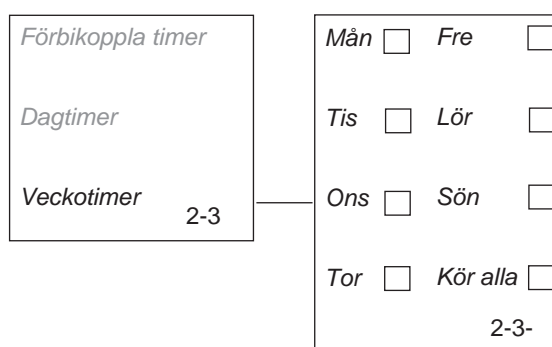 Förbikoppla timer
Dagtimer
Veckotimer
2-3
Mån Fre
Tis Lör
Ons Sön
Tor Kör alla
2-3-